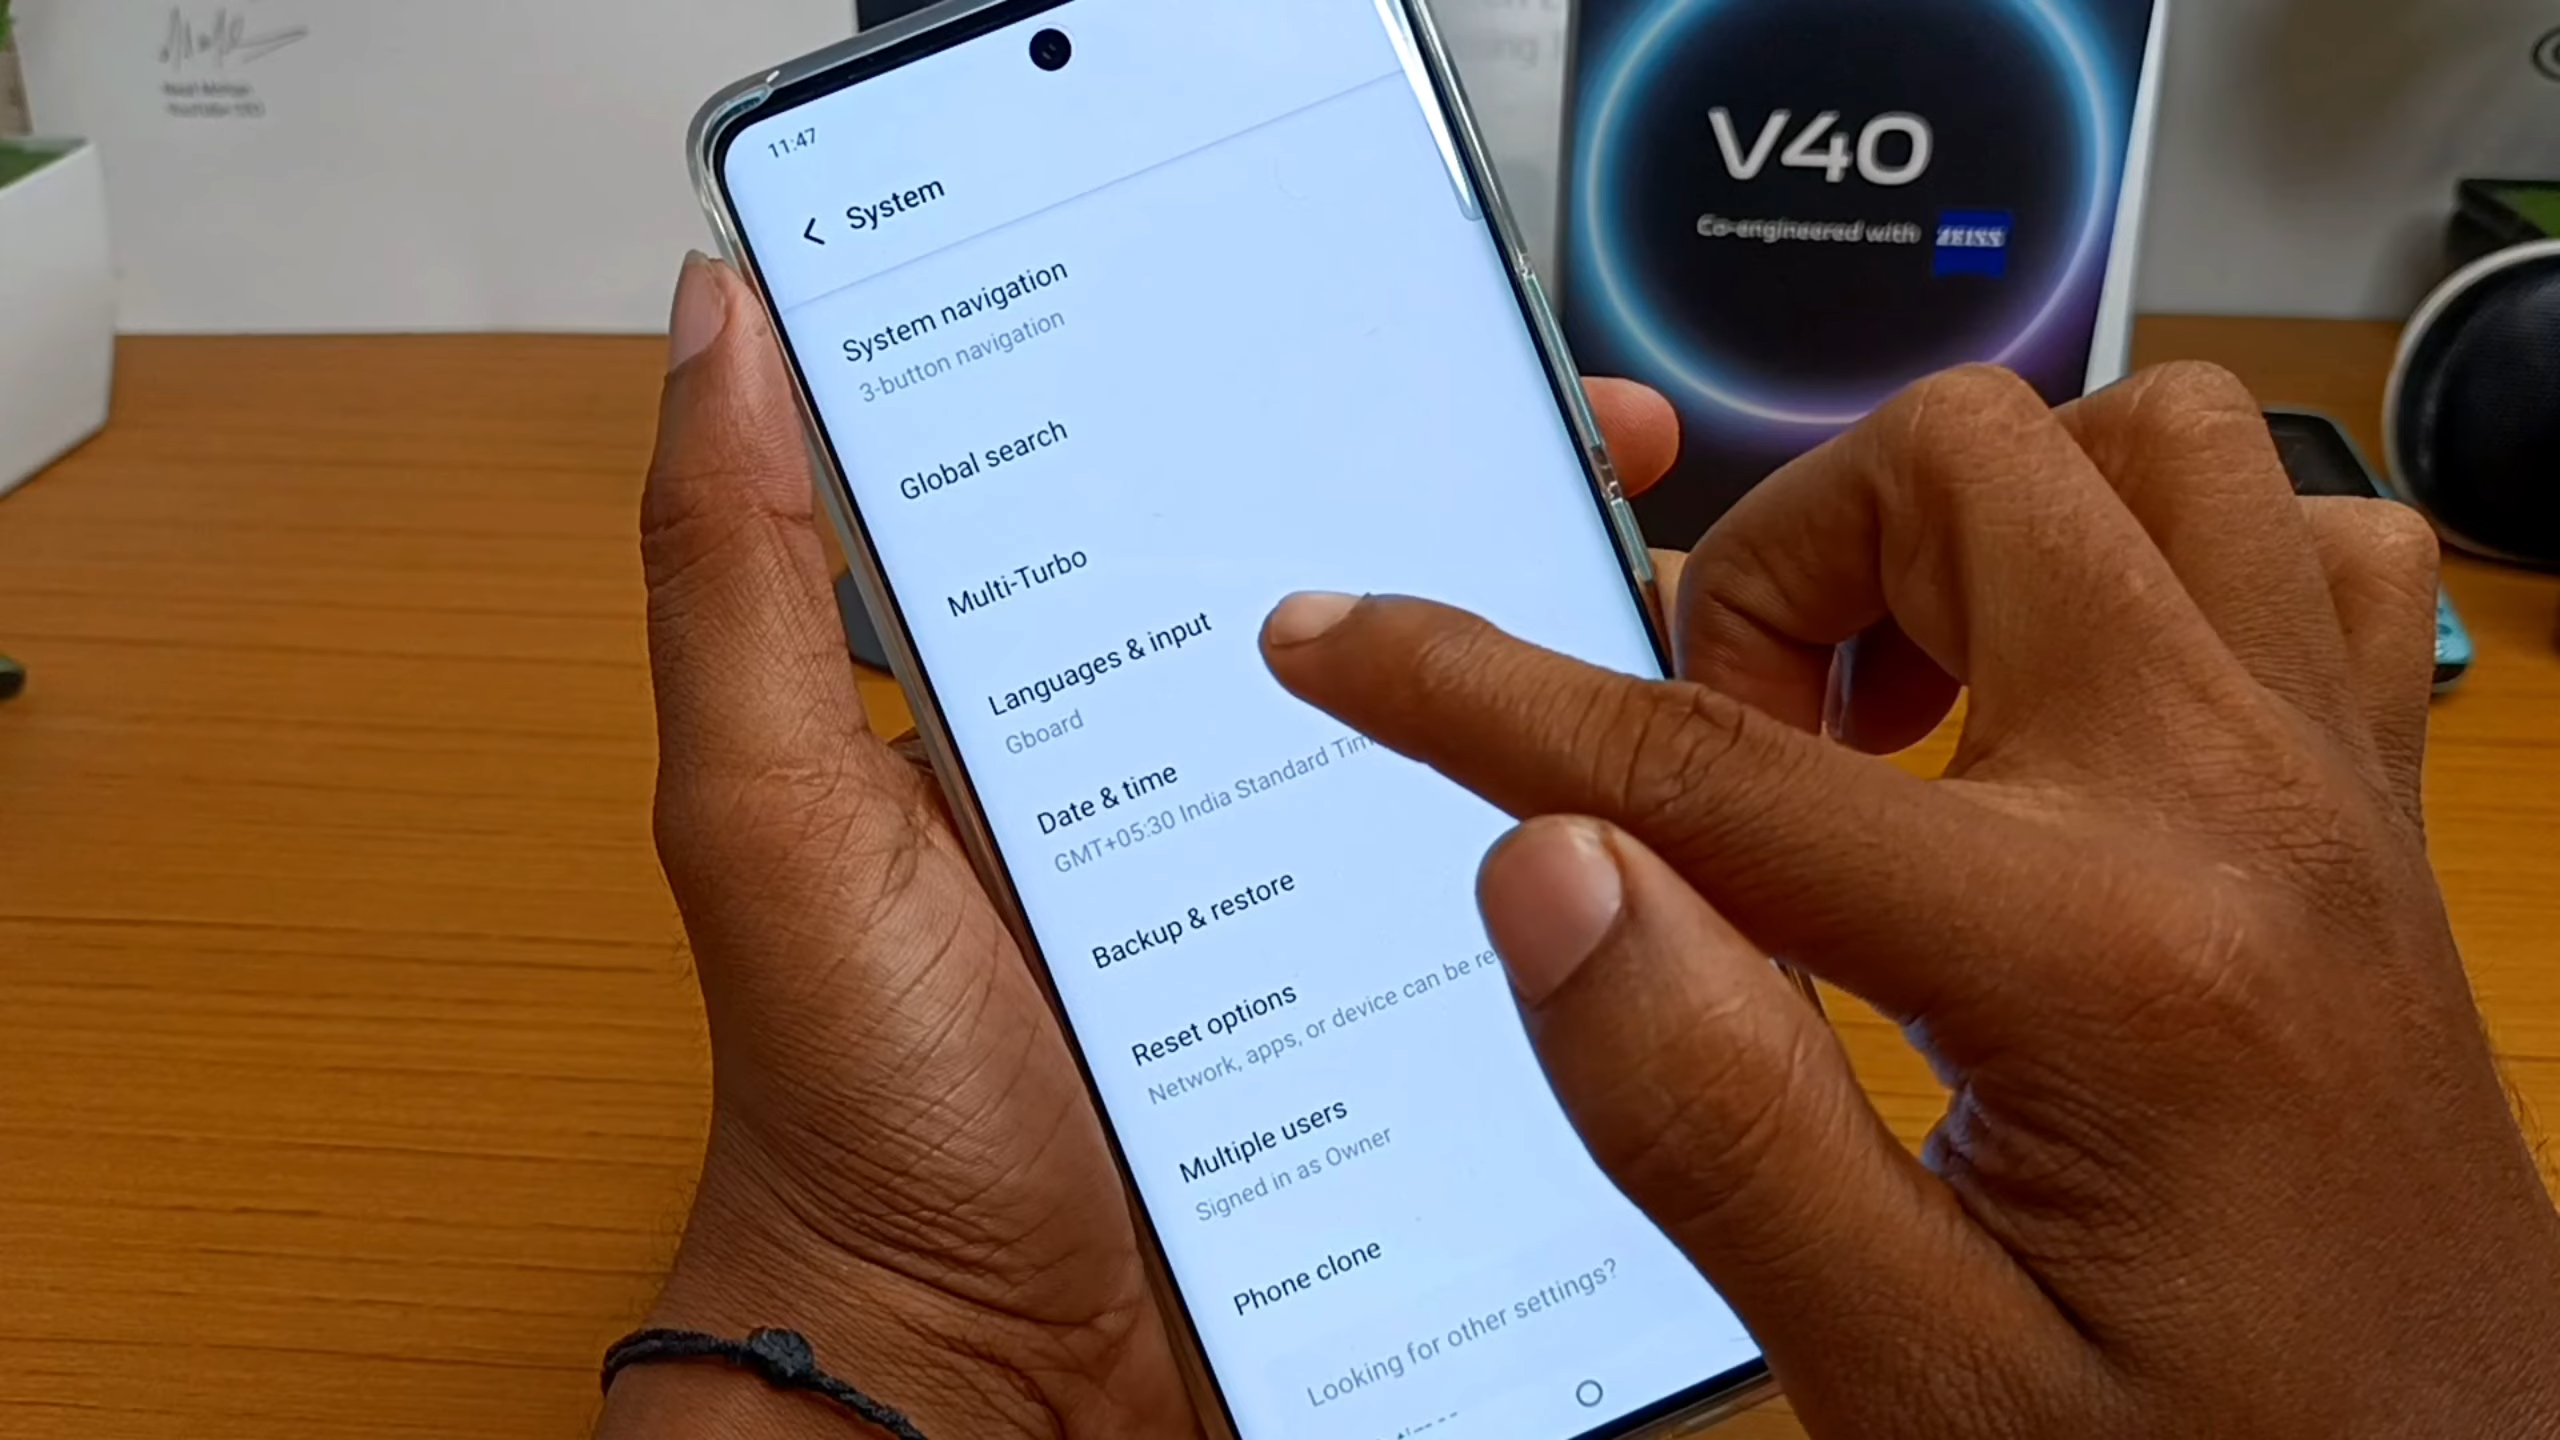 11:47
System
System navigation
3-button navigation
Global search
Multi-Turbo
Languages & input
Gboard
Date & time
GMT+05:30 India Standard Tim
Backup & restore
Reset options
Network, apps, or device can be re
Multiple users
Signed in as Owner
Phone clone
Looking for other settings?
V40
Co-engineered with ZEISS